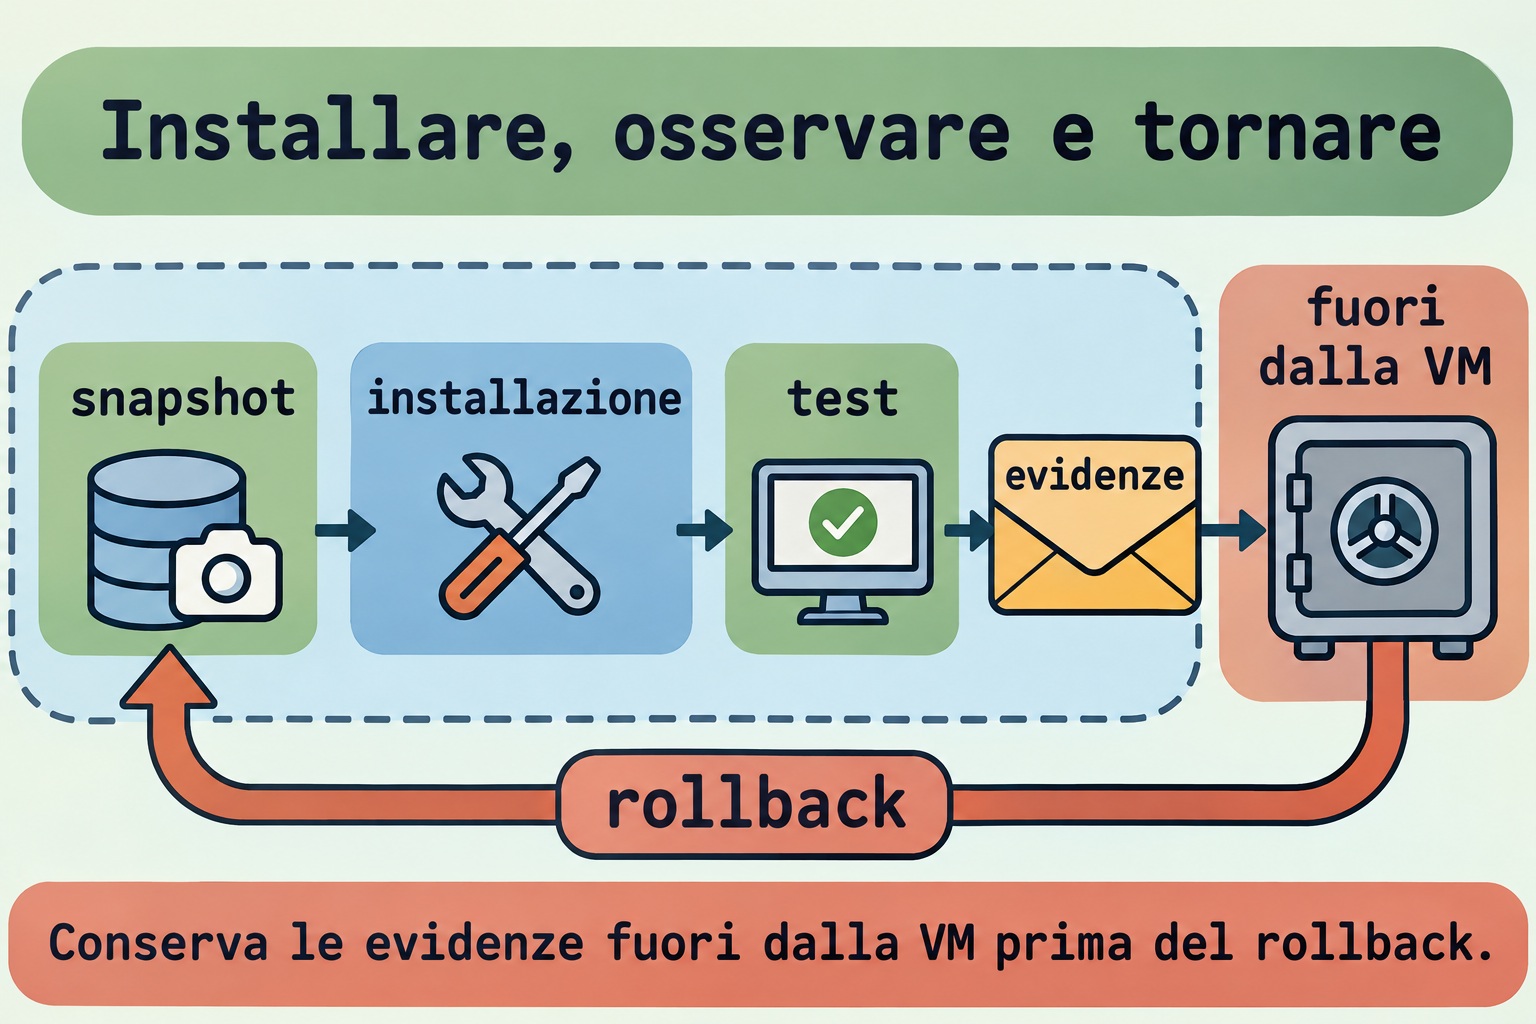 Installare, osservare e tornare
snapshot
installazione
test
evidenze
fuori
dalla VM
rollback
Conserva le evidenze fuori dalla VM prima del rollback.